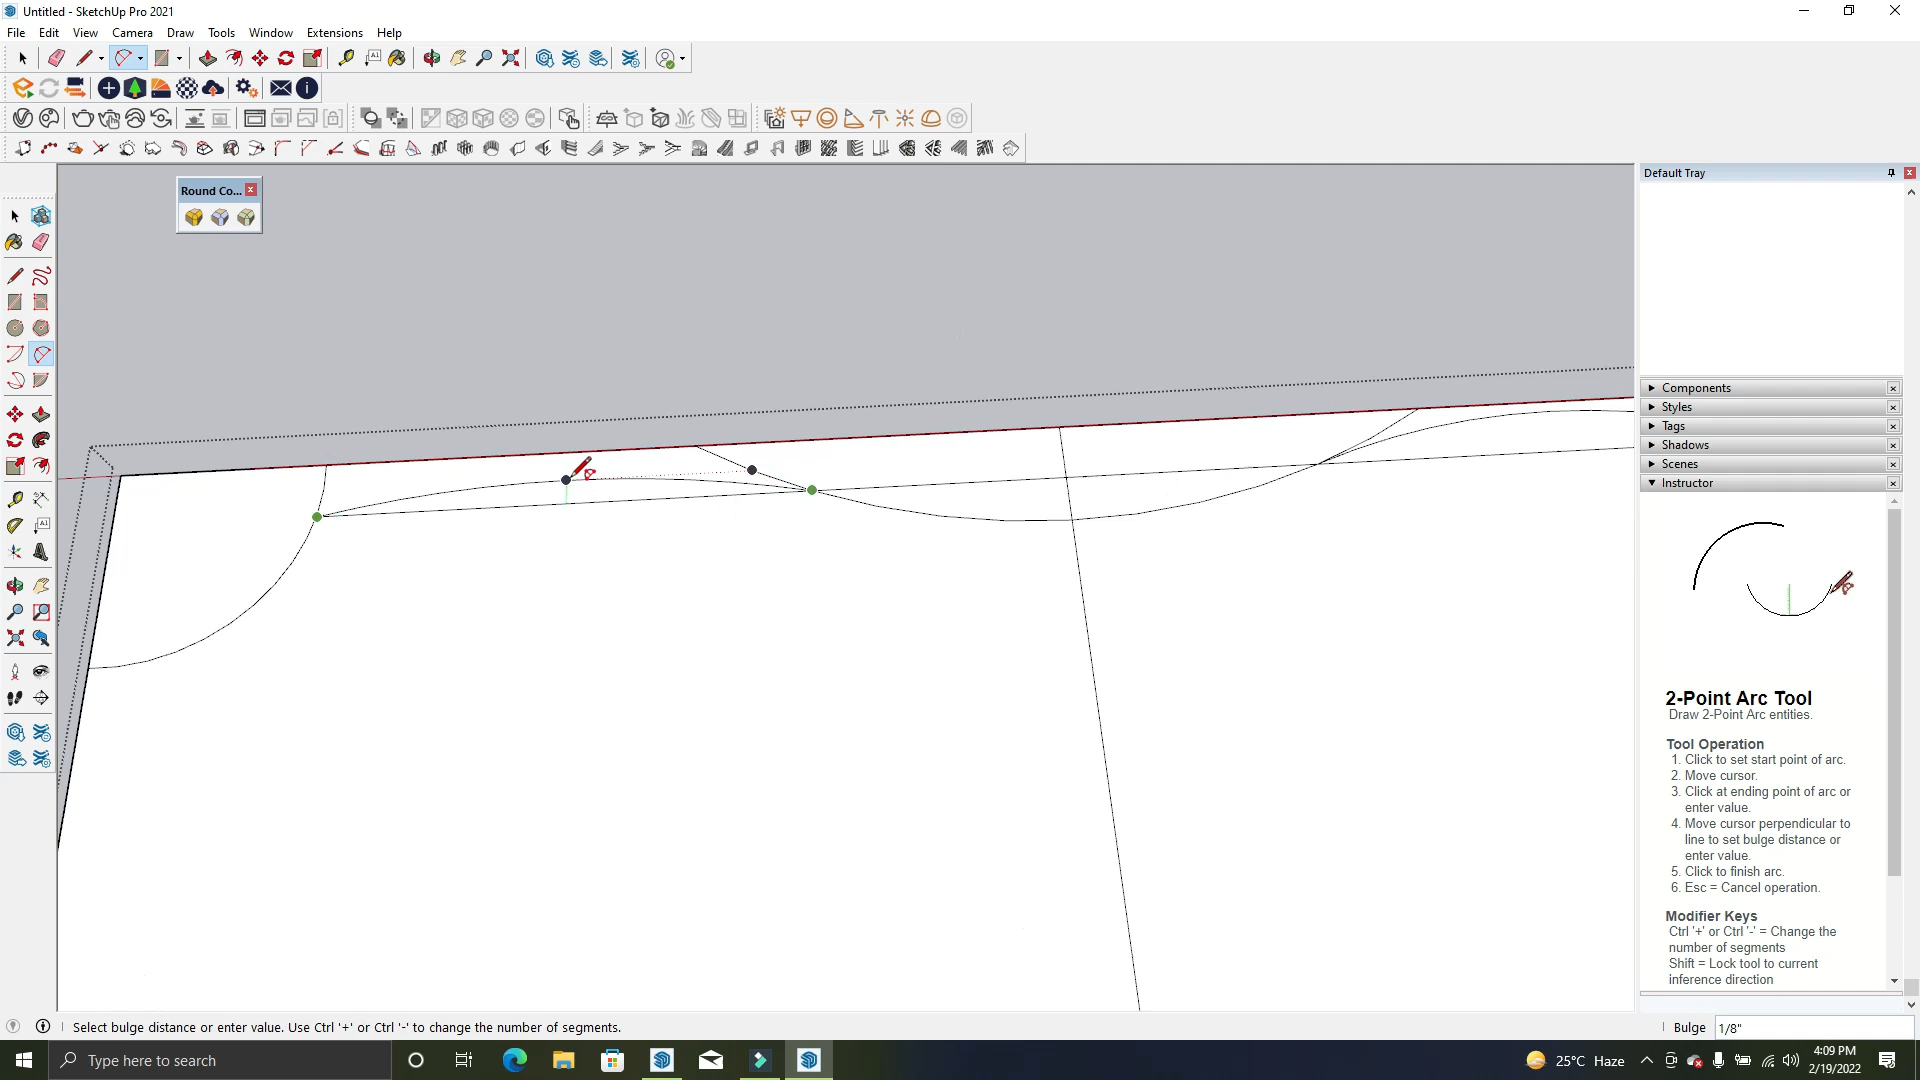 Untitled - SketchUp Pro 2021
File Edit View Camera Draw Tools Window Extensions Help
Round Co...
Default Tray
Components
Styles
Tags
Shadows
Scenes
Instructor
2-Point Arc Tool
Draw 2-Point Arc entities.
Tool Operation
1. Click to set start point of arc.
2. Move cursor.
3. Click at ending point of arc or
enter value.
4. Move cursor perpendicular to
line to set bulge distance or
enter value.
5. Click to finish arc.
6. Esc = Cancel operation.
Modifier Keys
Ctrl '+' or Ctrl '-' = Change the
number of segments
Shift = Lock tool to current
inference direction
Select bulge distance or enter value. Use Ctrl '+' or Ctrl '-' to change the number of segments.
Bulge 1/8"
Type here to search
25°C Haze
4:09 PM
2/19/2022